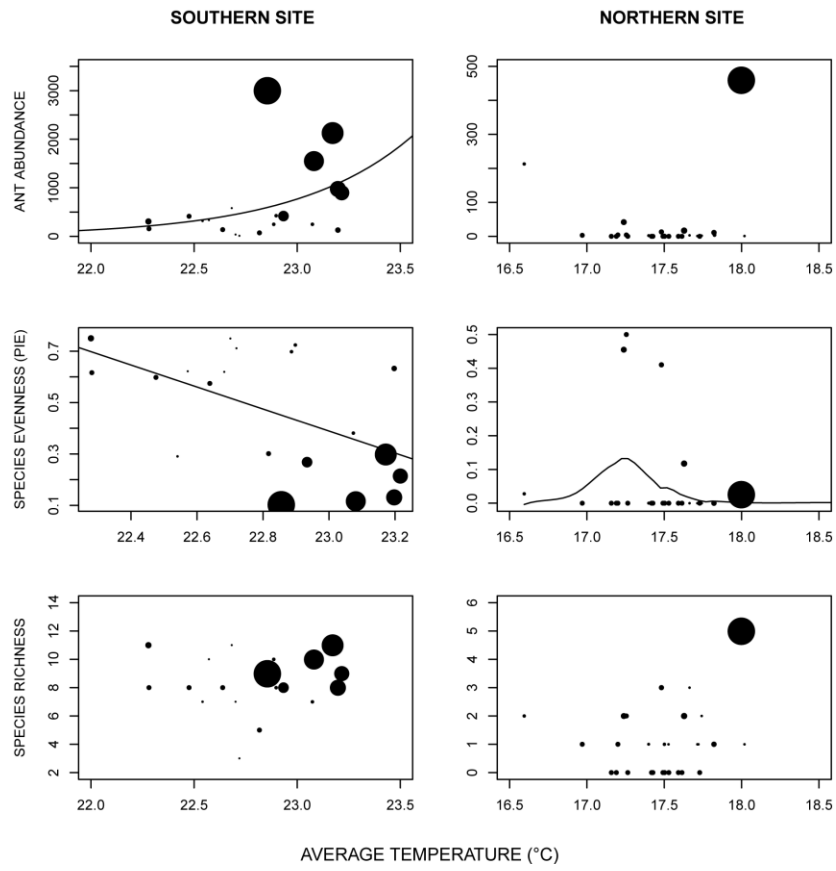 SOUTHERN SITE
NORTHERN SITE
ANT ABUNDANCE
3000
2000
1000
0
22.0 22.5 23.0 23.5
500
300
100
0
16.5 17.0 17.5 18.0 18.5
SPECIES EVENNESS (PIE)
0.7
0.5
0.3
0.1
22.4 22.6 22.8 23.0 23.2
0.5
0.4
0.3
0.2
0.1
0.0
16.5 17.0 17.5 18.0 18.5
SPECIES RICHNESS
14
12
10
8
6
4
2
22.0 22.5 23.0 23.5
6
5
4
3
2
1
0
16.5 17.0 17.5 18.0 18.5
AVERAGE TEMPERATURE (°C)